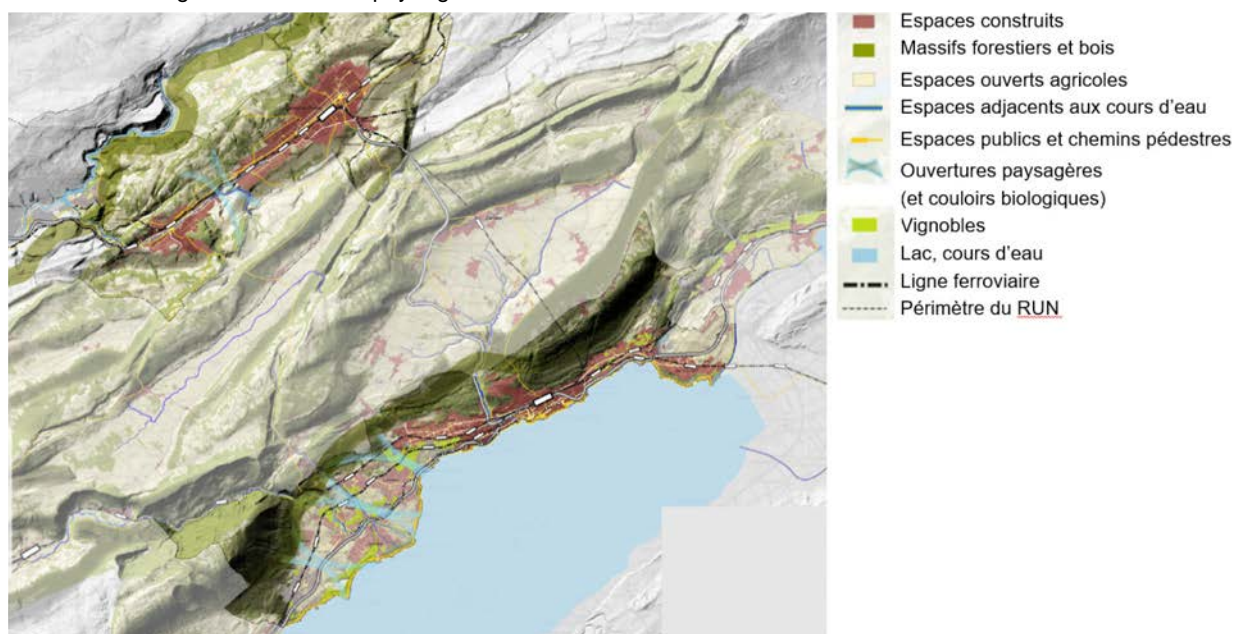 Espaces construits
Massifs forestiers et bois
Espaces ouverts agricoles
Espaces adjacents aux cours d'eau
Espaces publics et chemins pédestres
Ouvertures paysagères
(et couloirs biologiques)
Vignobles
Lac, cours d'eau
Ligne ferroviaire
Périmètre du RUN